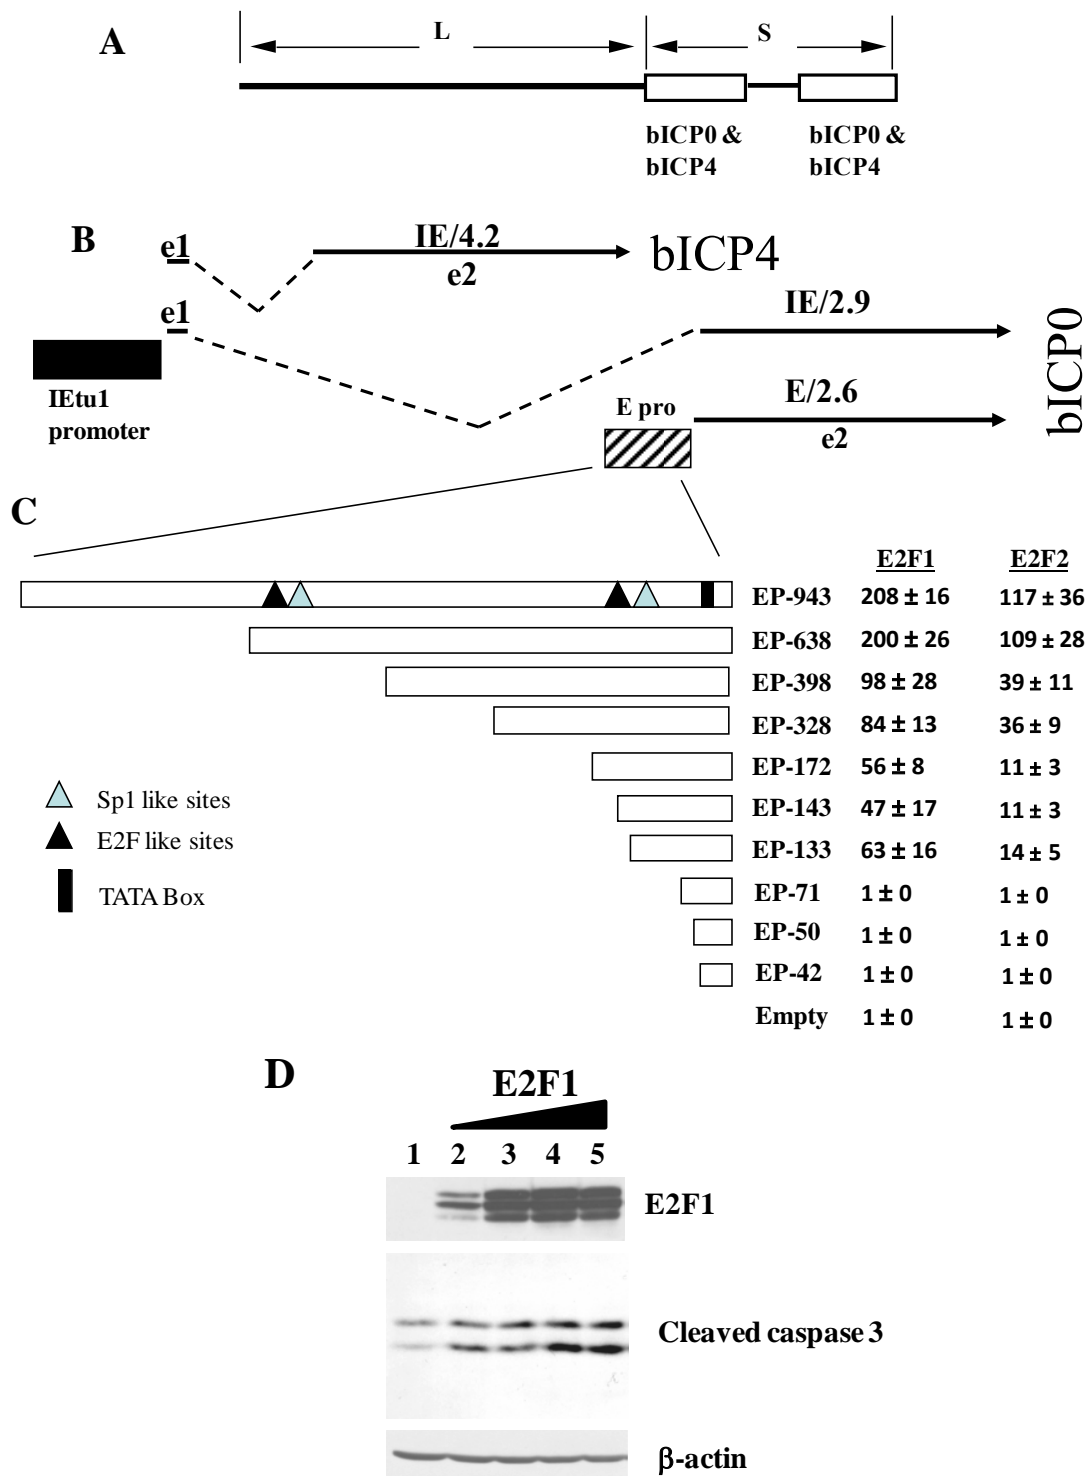 A
L
S
bICP0 &
bICP4
bICP0 &
bICP4
B
e1
IE/4.2
e2
bICP4
e1
IE/2.9
bICP0
IEtu1
promoter
E pro
E/2.6
e2
C
E2F1
E2F2
EP-943 208 ± 16 117 ± 36
EP-638 200 ± 26 109 ± 28
EP-398 98 ± 28 39 ± 11
EP-328 84 ± 13 36 ± 9
EP-172 56 ± 8 11 ± 3
EP-143 47 ± 17 11 ± 3
EP-133 63 ± 16 14 ± 5
EP-71 1 ± 0 1 ± 0
EP-50 1 ± 0 1 ± 0
EP-42 1 ± 0 1 ± 0
Empty 1 ± 0 1 ± 0
Sp1 like sites
E2F like sites
TATA Box
D
E2F1
1 2 3 4 5
E2F1
Cleaved caspase 3
β-actin